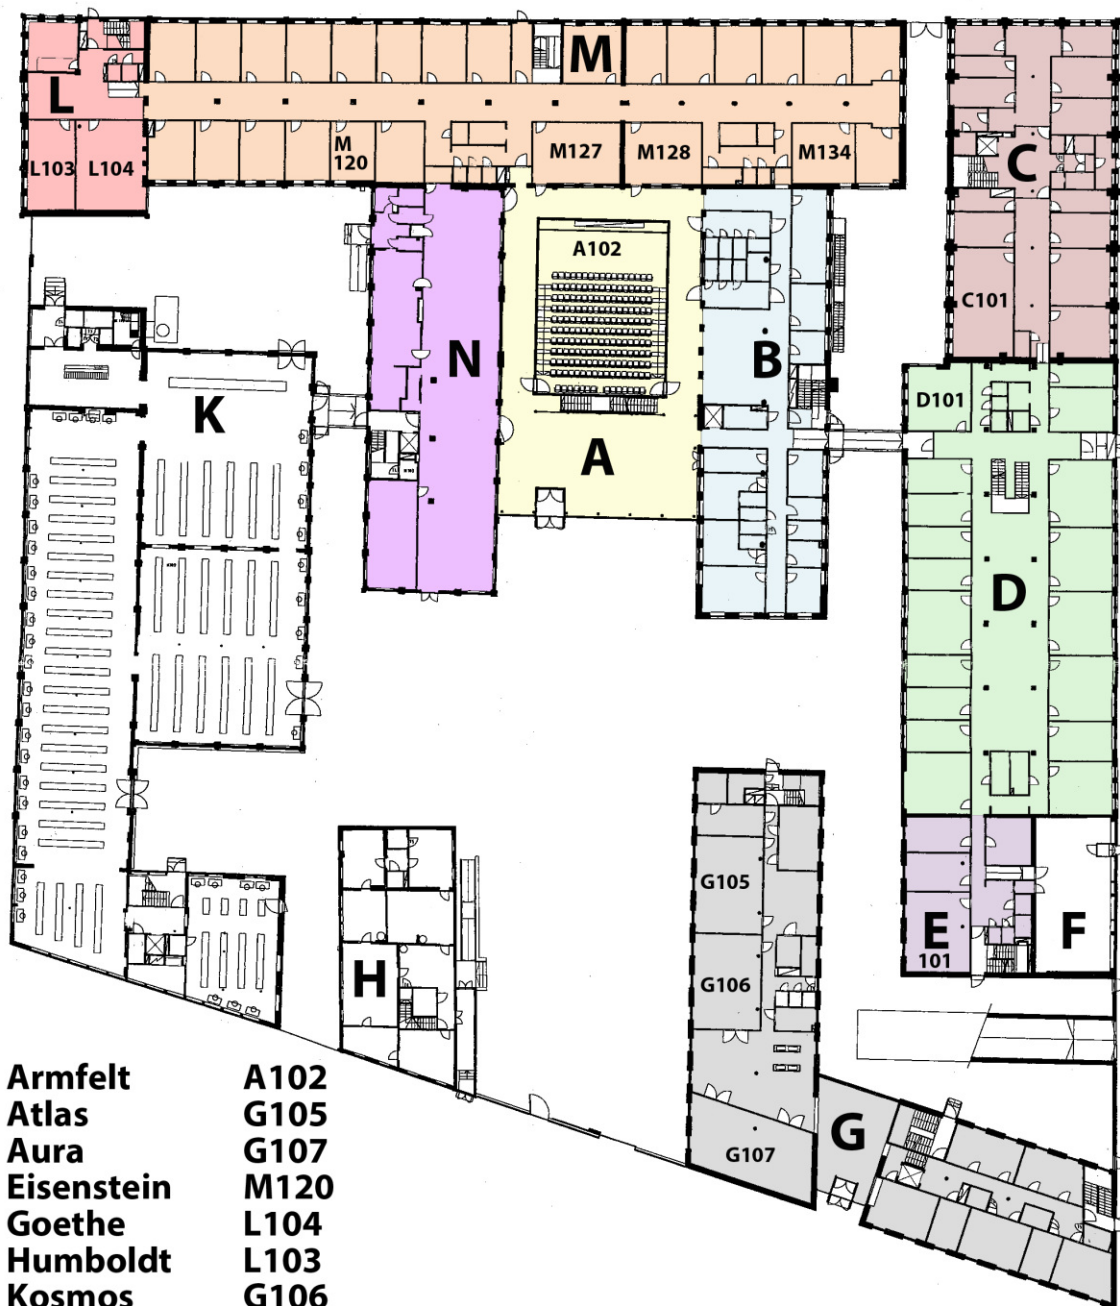 M
L
L103 L104
M
120
M127
M128
M134
C
C101
A102
N
B
A
K
D101
D
G105
G106
G107
G
E
101
F
H
Armfelt A102
Atlas G105
Aura G107
Eisenstein M120
Goethe L104
Humboldt L103
Kosmos G106